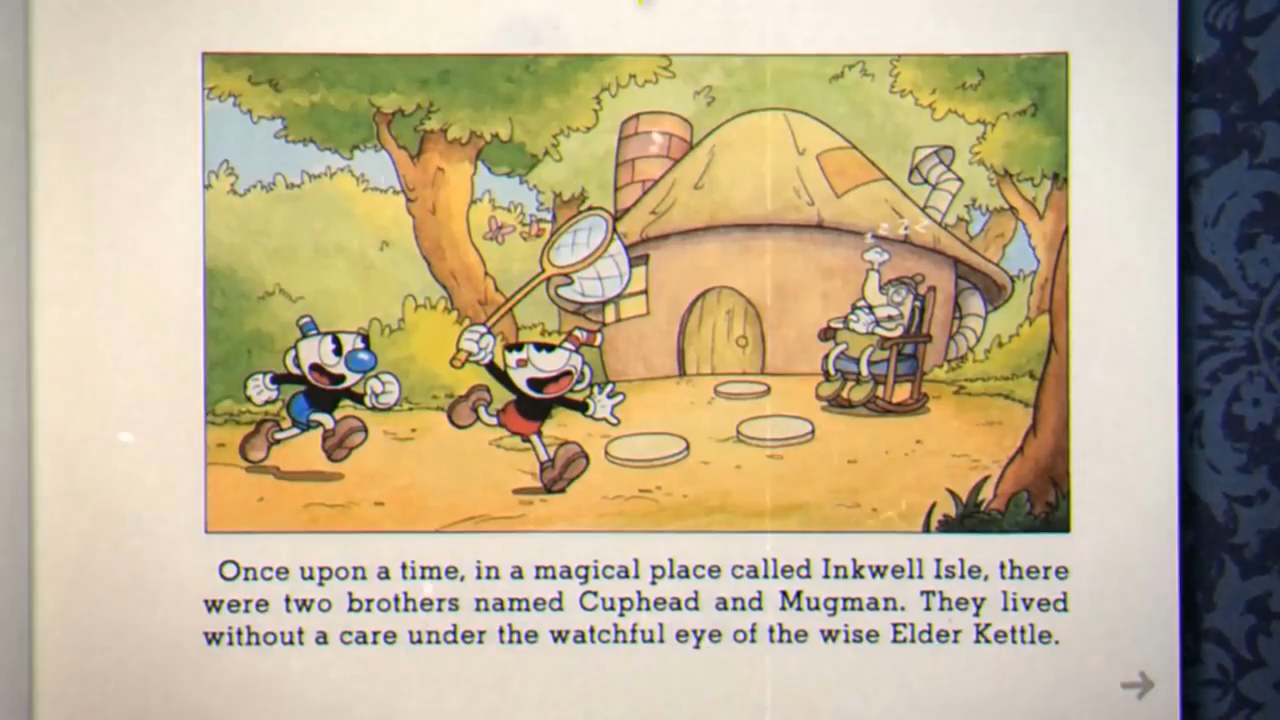 zzzz
Once upon a time, in a magical place called Inkwell Isle, there
were two brothers named Cuphead and Mugman. They lived
without a care under the watchful eye of the wise Elder Kettle.